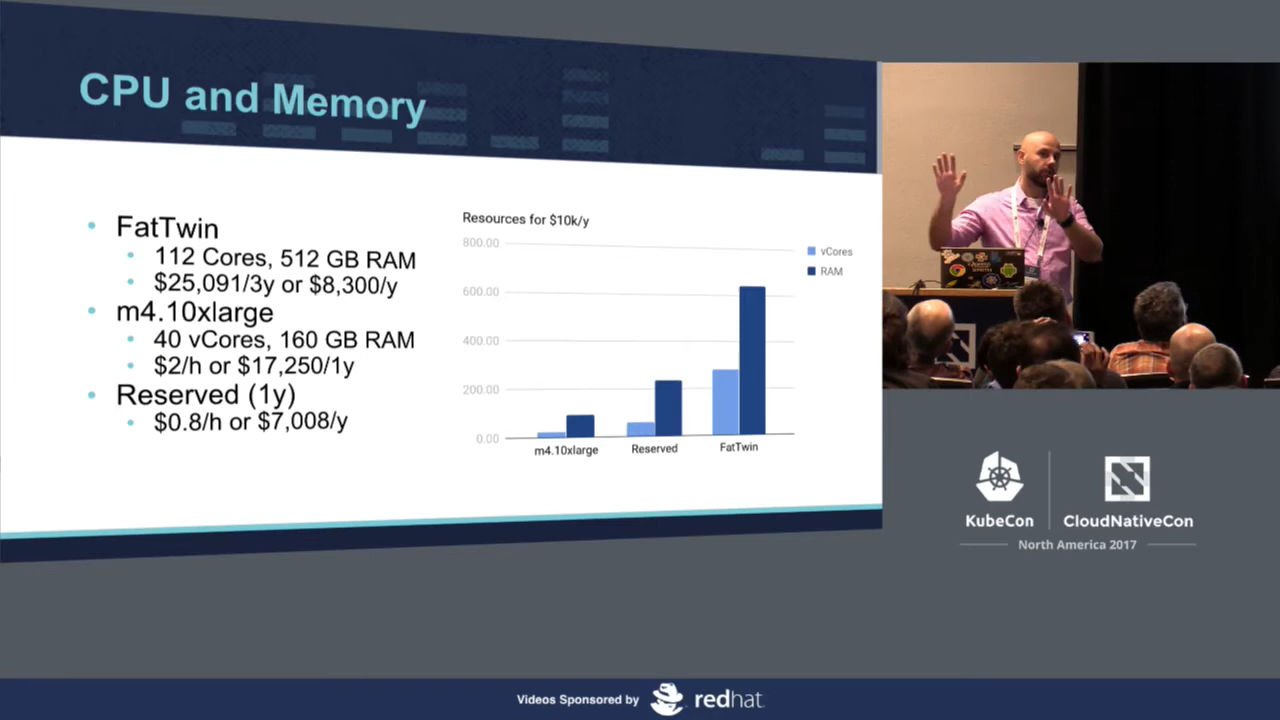 CPU and Memory
FatTwin
112 Cores, 512 GB RAM
$25,091/3y or $8,300/y
m4.10xlarge
40 vCores, 160 GB RAM
$2/h or $17,250/1y
Reserved (1y)
$0.8/h or $7,008/y
Resources for $10k/y
800.00
600.00
400.00
200.00
0.00
m4.10xlarge
Reserved
FatTwin
vCores
RAM
KubeCon
CloudNativeCon
North America 2017
Videos Sponsored by
redhat